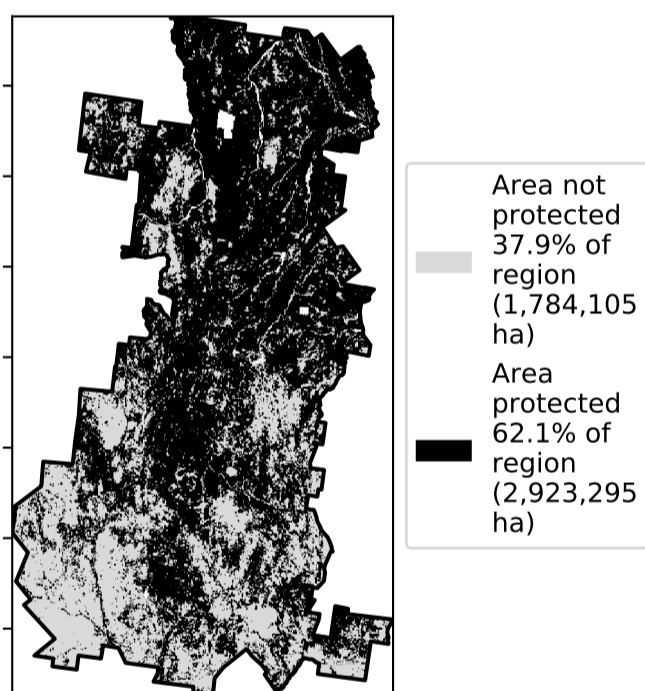 Area not
protected
37.9% of
region
(1,784,105
ha)
Area
protected
62.1% of
region
(2,923,295
ha)